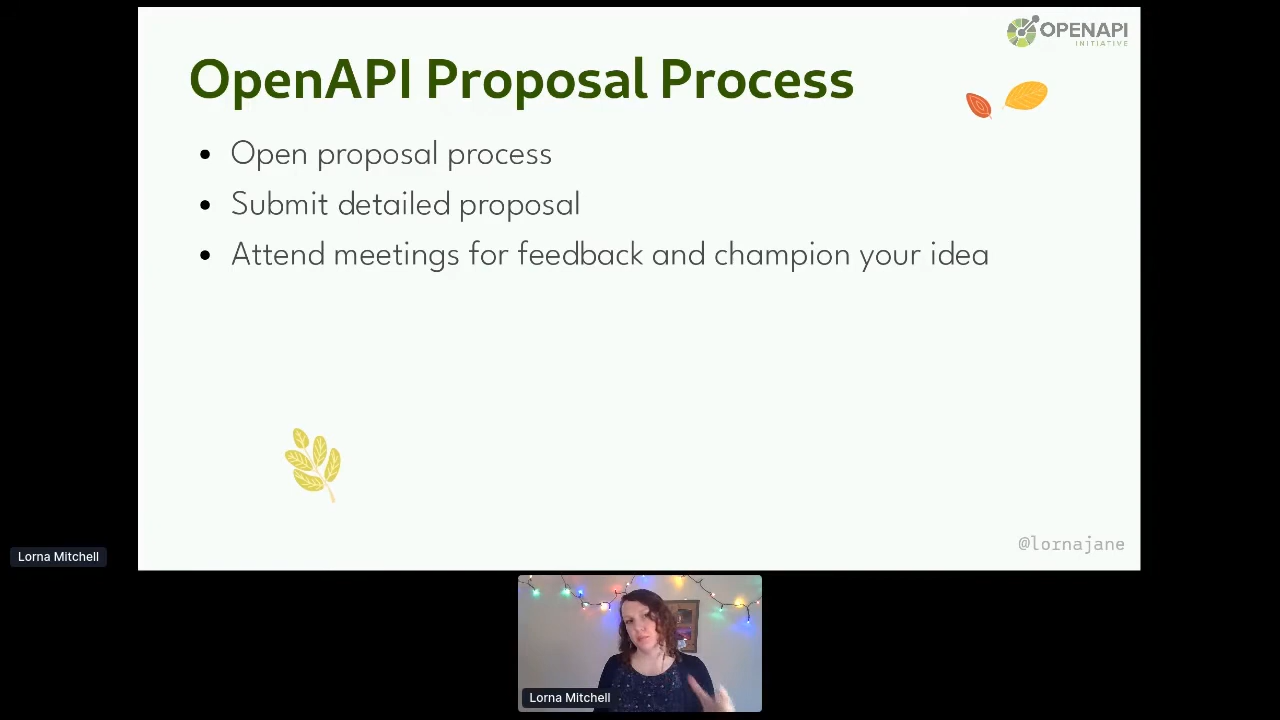 OPENAPI
INITIATIVE
OpenAPI Proposal Process
Open proposal process
Submit detailed proposal
Attend meetings for feedback and champion your idea
@lornajane
Lorna Mitchell
Lorna Mitchell